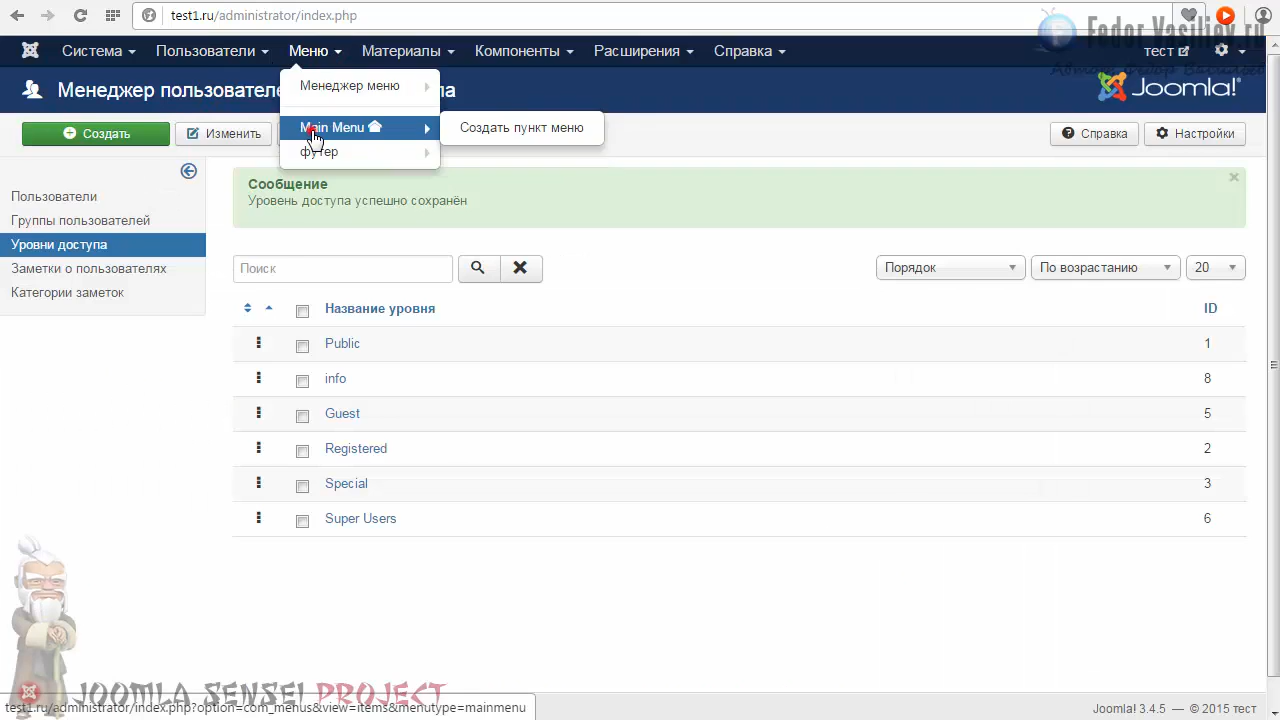 test1.ru/administrator/index.php
Fedor Vasiliev.ru
Автор: Федор Васильев
Система Пользователи Меню Материалы Компоненты Расширения Справка тест
Менеджер пользовате
па
Joomla!®
Создать Изменить Справка Настройки
Менеджер меню
Main Menu Создать пункт меню
футер
Пользователи
Группы пользователей
Уровни доступа
Заметки о пользователях
Категории заметок
Сообщение
Уровень доступа успешно сохранён
Поиск Порядок По возрастанию 20
Название уровня ID
Public 1
info 8
Guest 5
Registered 2
Special 3
Super Users 6
JOOMLA SENSEI PROJECT
test1.ru/administrator/index.php?option=com_menus&view=items&menutype=mainmenu
Joomla! 3.4.5 — © 2015 тест